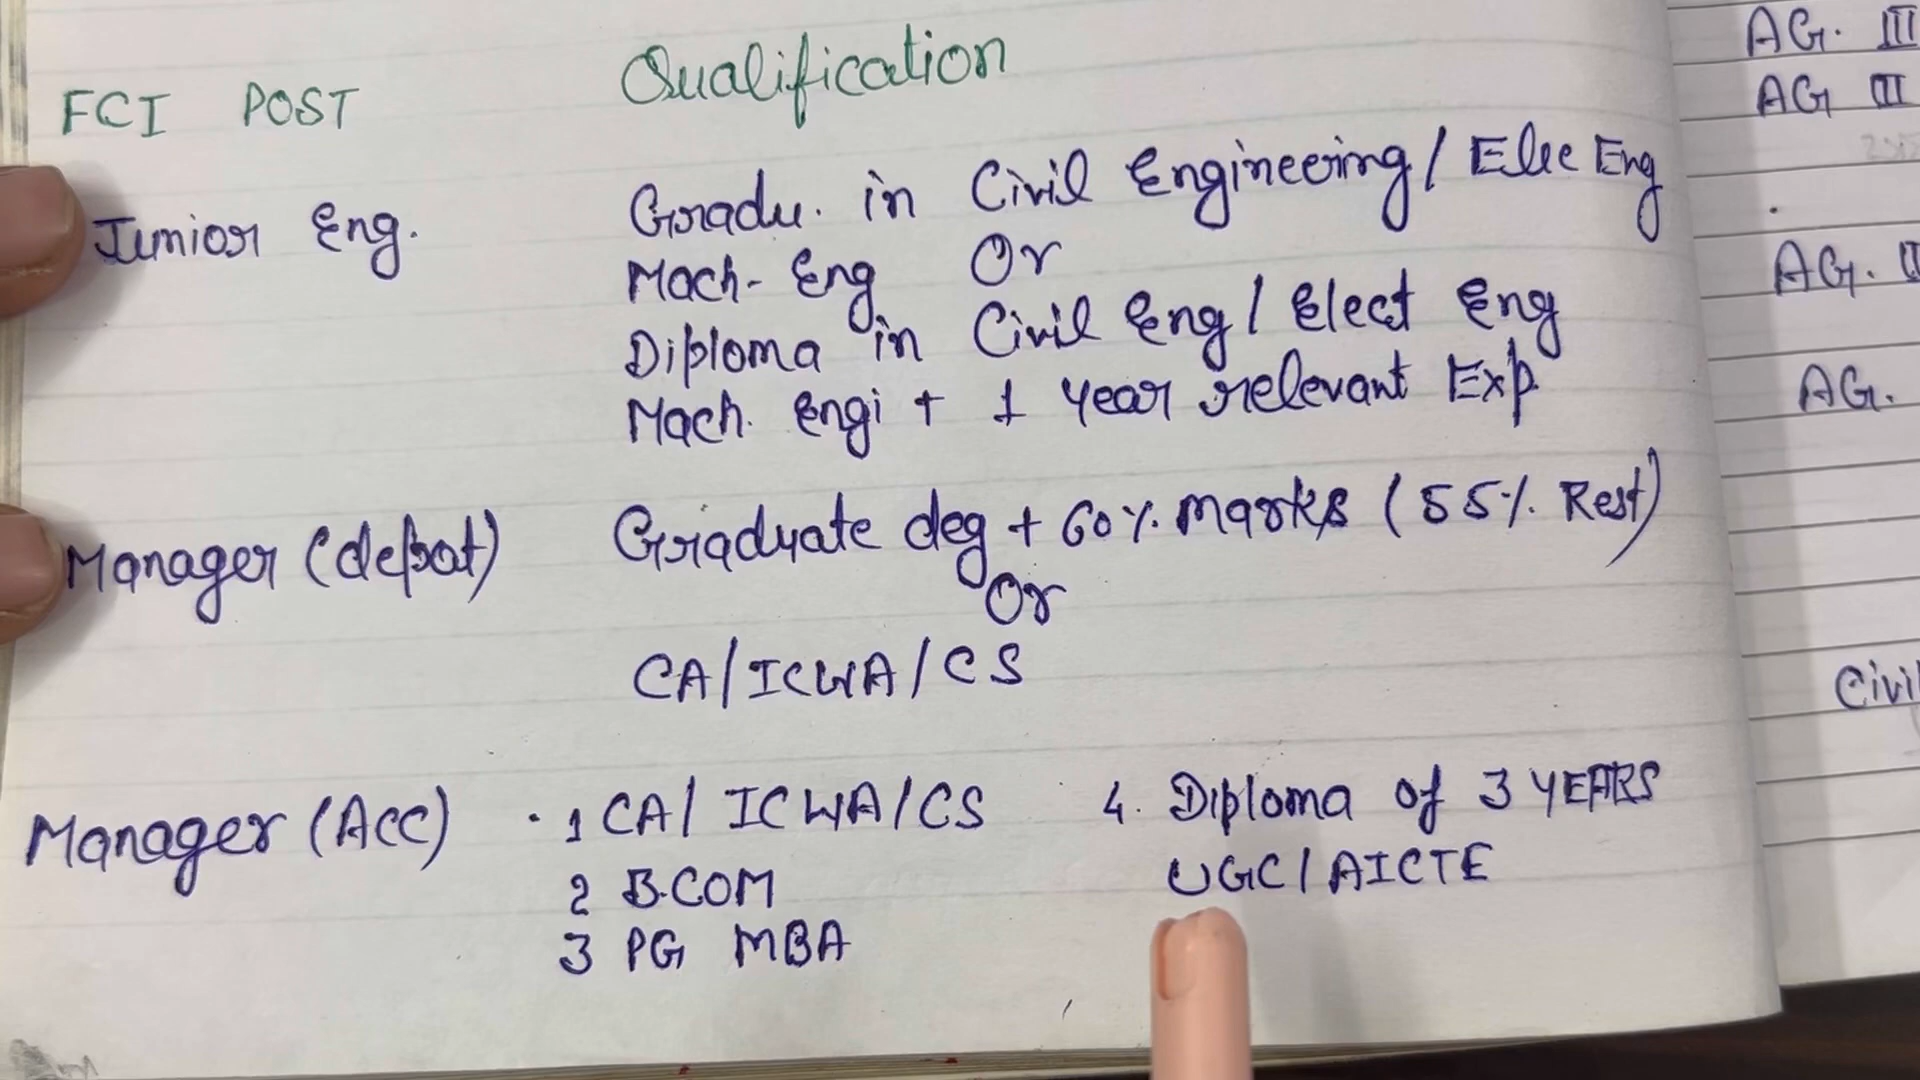 FCI POST Qualification
Junior Eng. Gradu. in Civil Engineering / Elec Eng
Mach- Eng Or
Diploma in Civil Eng / Elect Eng
Mach. Engi + 1 Year relevant Exp
Manager (depot) Graduate deg + 60% Marks (55% Rest)
Or
CA/ICWA/CS
Manager (Acc) · 1 CA/ ICWA/CS
2 B.COM
3 PG MBA
4. Diploma of 3 YEARS
UGC/AICTE
AG. III
AG III
AG. II
AG.
Civil